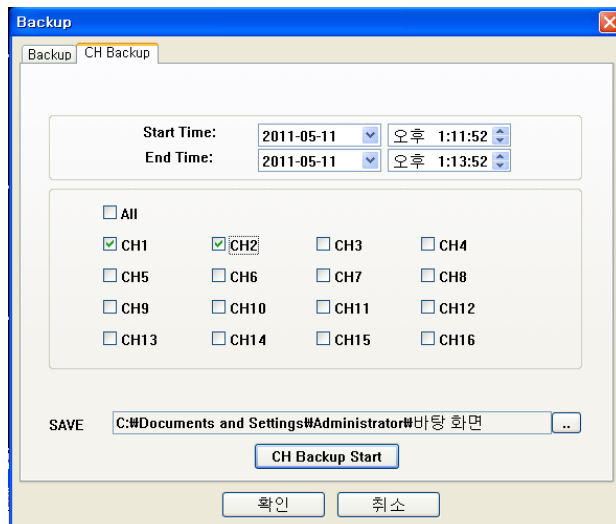 Backup
Backup CH Backup
Start Time: 2011-05-11 오후 1:11:52
End Time: 2011-05-11 오후 1:13:52
All
CH1 CH2 CH3 CH4
CH5 CH6 CH7 CH8
CH9 CH10 CH11 CH12
CH13 CH14 CH15 CH16
SAVE C:₩Documents and Settings₩Administrator₩바탕 화면 ..
CH Backup Start
확인 취소